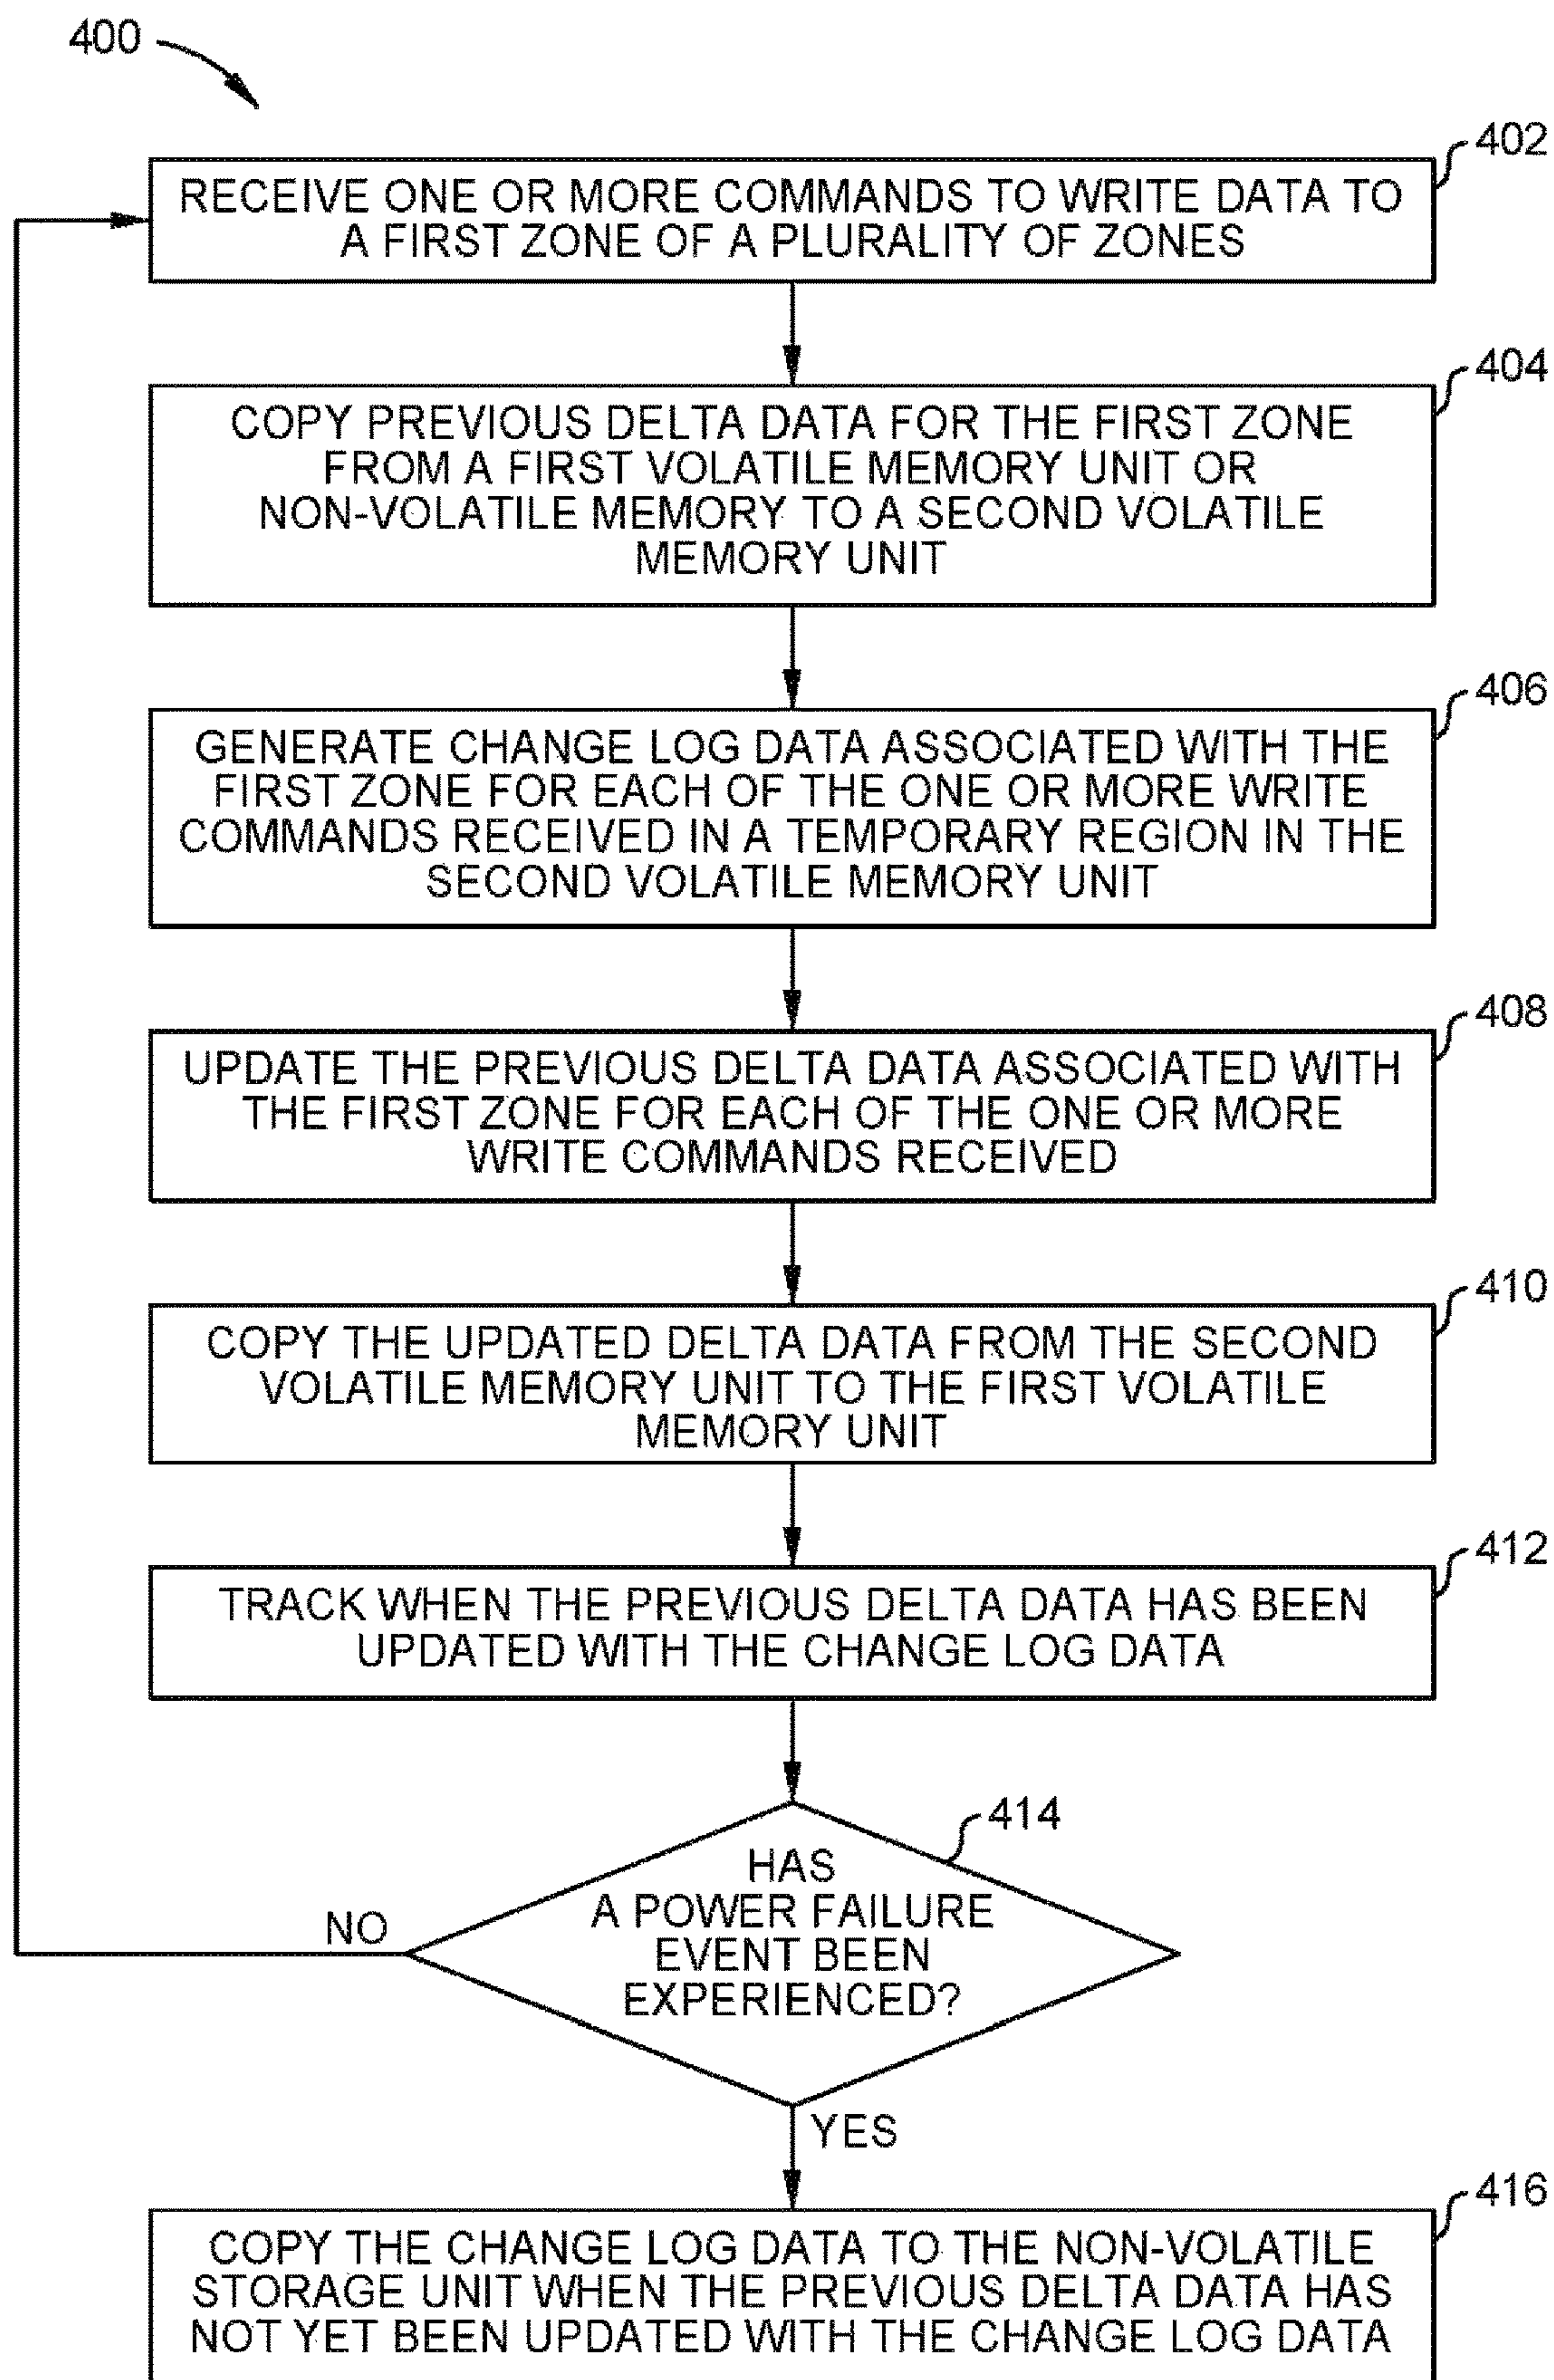 400
402
RECEIVE ONE OR MORE COMMANDS TO WRITE DATA TO
A FIRST ZONE OF A PLURALITY OF ZONES
404
COPY PREVIOUS DELTA DATA FOR THE FIRST ZONE
FROM A FIRST VOLATILE MEMORY UNIT OR
NON-VOLATILE MEMORY TO A SECOND VOLATILE
MEMORY UNIT
406
GENERATE CHANGE LOG DATA ASSOCIATED WITH THE
FIRST ZONE FOR EACH OF THE ONE OR MORE WRITE
COMMANDS RECEIVED IN A TEMPORARY REGION IN THE
SECOND VOLATILE MEMORY UNIT
408
UPDATE THE PREVIOUS DELTA DATA ASSOCIATED WITH
THE FIRST ZONE FOR EACH OF THE ONE OR MORE
WRITE COMMANDS RECEIVED
410
COPY THE UPDATED DELTA DATA FROM THE SECOND
VOLATILE MEMORY UNIT TO THE FIRST VOLATILE
MEMORY UNIT
412
TRACK WHEN THE PREVIOUS DELTA DATA HAS BEEN
UPDATED WITH THE CHANGE LOG DATA
414
HAS
A POWER FAILURE
EVENT BEEN
EXPERIENCED?
NO
YES
416
COPY THE CHANGE LOG DATA TO THE NON-VOLATILE
STORAGE UNIT WHEN THE PREVIOUS DELTA DATA HAS
NOT YET BEEN UPDATED WITH THE CHANGE LOG DATA